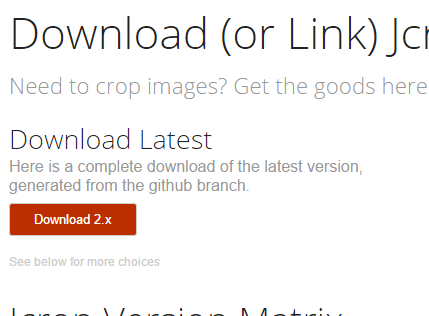 Download (or Link) Jcr
Need to crop images? Get the goods here
Download Latest
Here is a complete download of the latest version,
generated from the github branch.
Download 2.x
See below for more choices
Jcrop Version Matrix